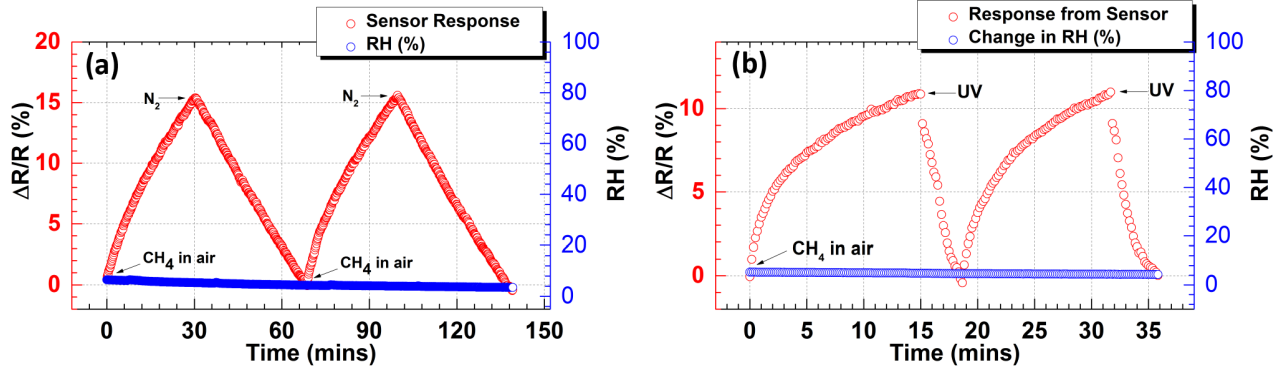 Sensor Response
RH (%)
(a)
20
15
10
5
0
ΔR/R (%)
N2
N2
CH4 in air
CH4 in air
100
80
60
40
20
0
RH (%)
0 30 60 90 120 150
Time (mins)
Response from Sensor
Change in RH (%)
(b)
10
5
0
ΔR/R (%)
UV
UV
CH4 in air
100
80
60
40
20
0
RH (%)
0 5 10 15 20 25 30 35
Time (mins)